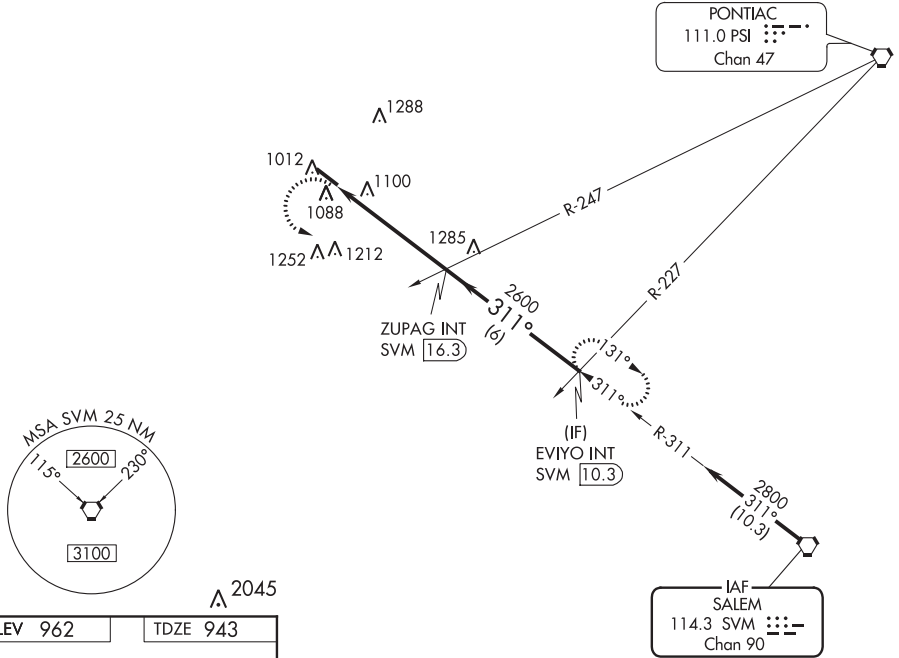 PONTIAC
111.0 PSI
Chan 47
1288
1012
1100
1088
R-247
1285
1252
1212
R-227
2600
311°
(6)
ZUPAG INT
SVM 16.3
131°
311°
(IF)
EVIYO INT
SVM 10.3
R-311
MSA SVM 25 NM
2600
115°
230°
3100
2800
311°
(10.3)
2045
IAF
SALEM
114.3 SVM
Chan 90
LEV 962
TDZE 943